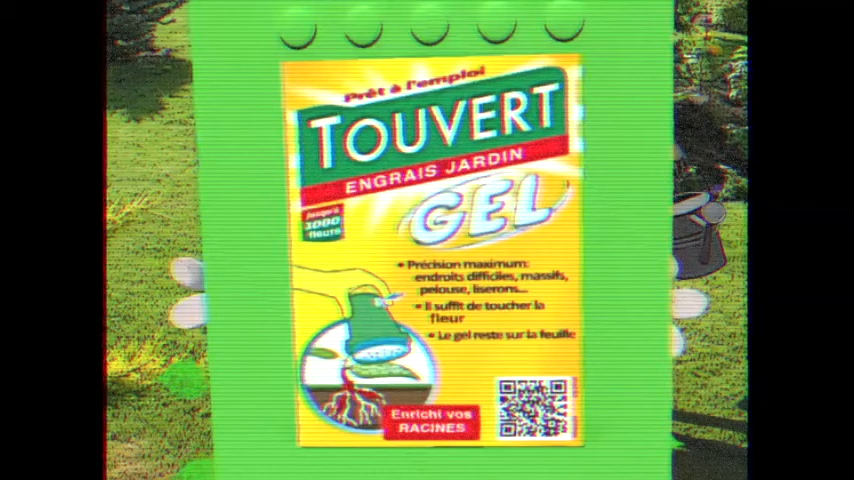 Prêt à l'emploi
TOUVERT
ENGRAIS JARDIN
GEL
Jusqu'à
1000
fleurs
• Précision maximum:
endroits difficiles, massifs,
pelouse, liserons...
• Il suffit de toucher la
fleur
• Le gel reste sur la feuille
Enrichi vos
RACINES